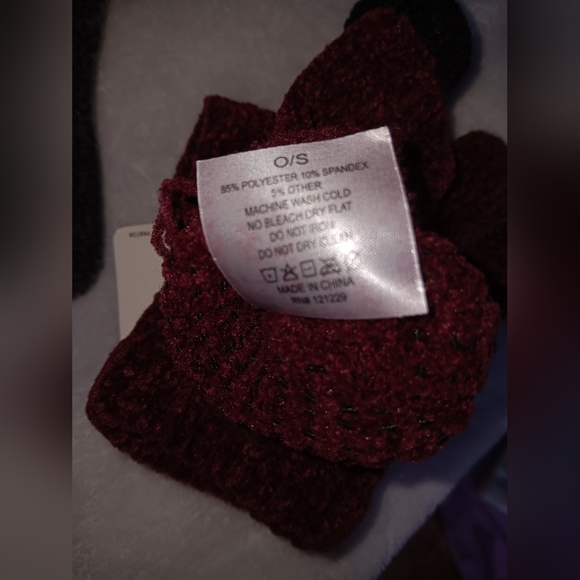 O/S
85% POLYESTER 10% SPANDEX
5% OTHER
MACHINE WASH COLD
NO BLEACH DRY FLAT
DO NOT IRON
DO NOT DRY CLEAN
MADE IN CHINA
RN# 121229